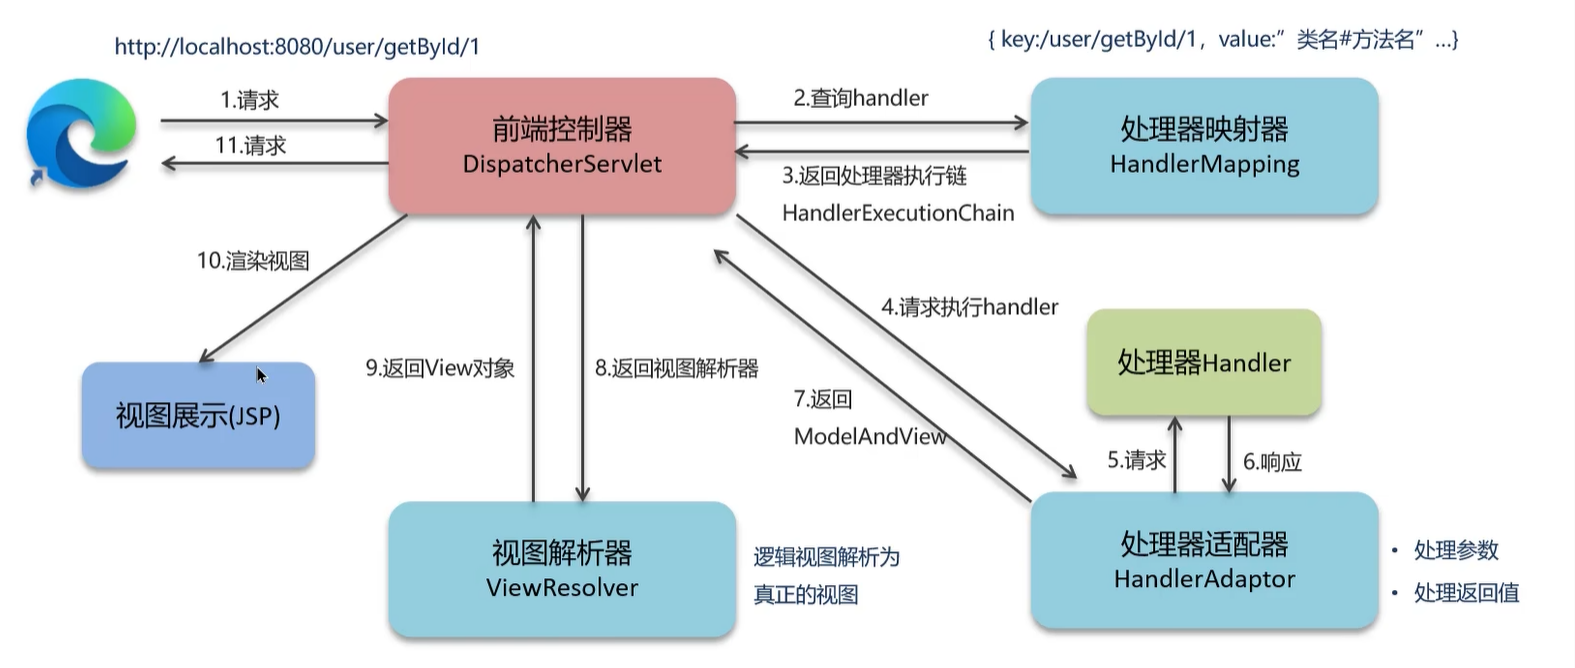 http://localhost:8080/user/getById/1
{ key:/user/getById/1，value:”类名#方法名”...}
1.请求
11.请求
前端控制器
DispatcherServlet
2.查询handler
3.返回处理器执行链
HandlerExecutionChain
处理器映射器
HandlerMapping
10.渲染视图
4.请求执行handler
9.返回View对象
8.返回视图解析器
7.返回
ModelAndView
处理器Handler
视图展示(JSP)
5.请求
6.响应
视图解析器
ViewResolver
逻辑视图解析为
真正的视图
处理器适配器
HandlerAdaptor
• 处理参数
• 处理返回值